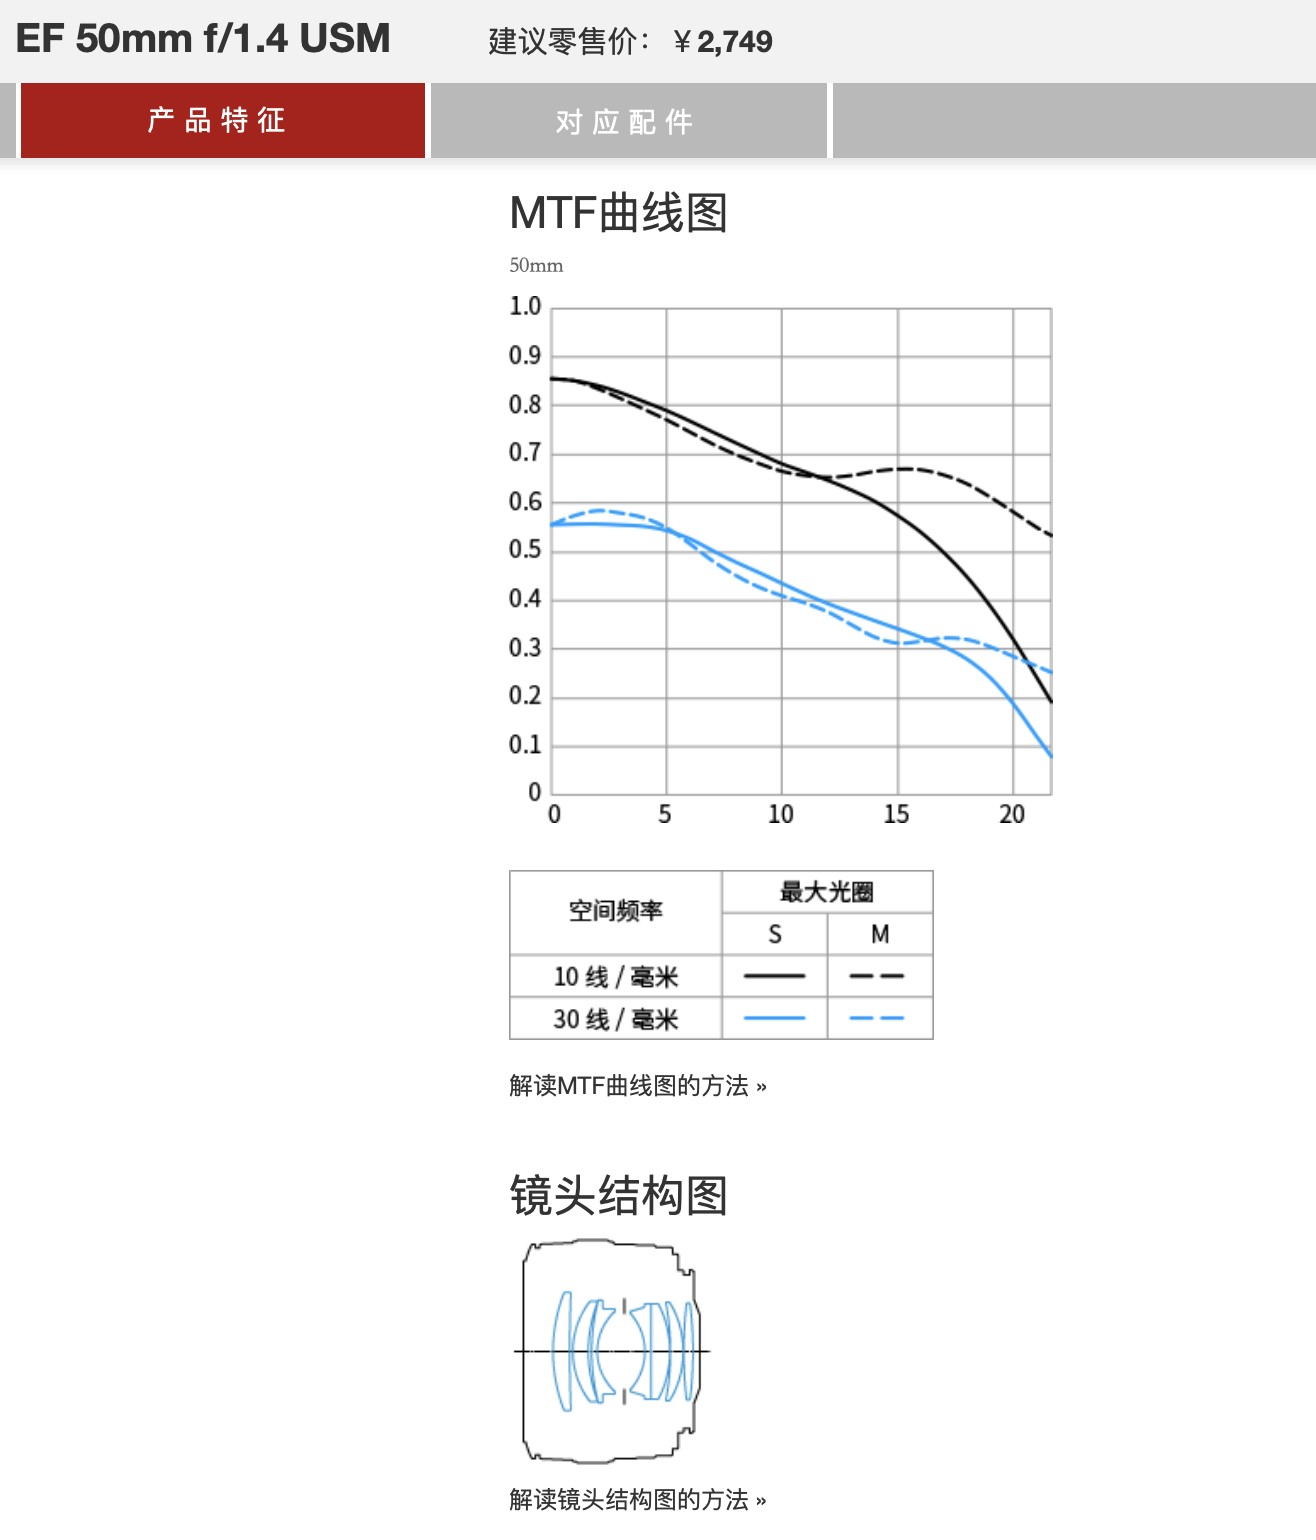 EF 50mm f/1.4 USM 建议零售价：￥2,749
产品特征 对应配件
MTF曲线图
50mm
1.0
0.9
0.8
0.7
0.6
0.5
0.4
0.3
0.2
0.1
0
0 5 10 15 20
空间频率 最大光圈
S M
10 线 / 毫米
30 线 / 毫米
解读MTF曲线图的方法 »
镜头结构图
解读镜头结构图的方法 »